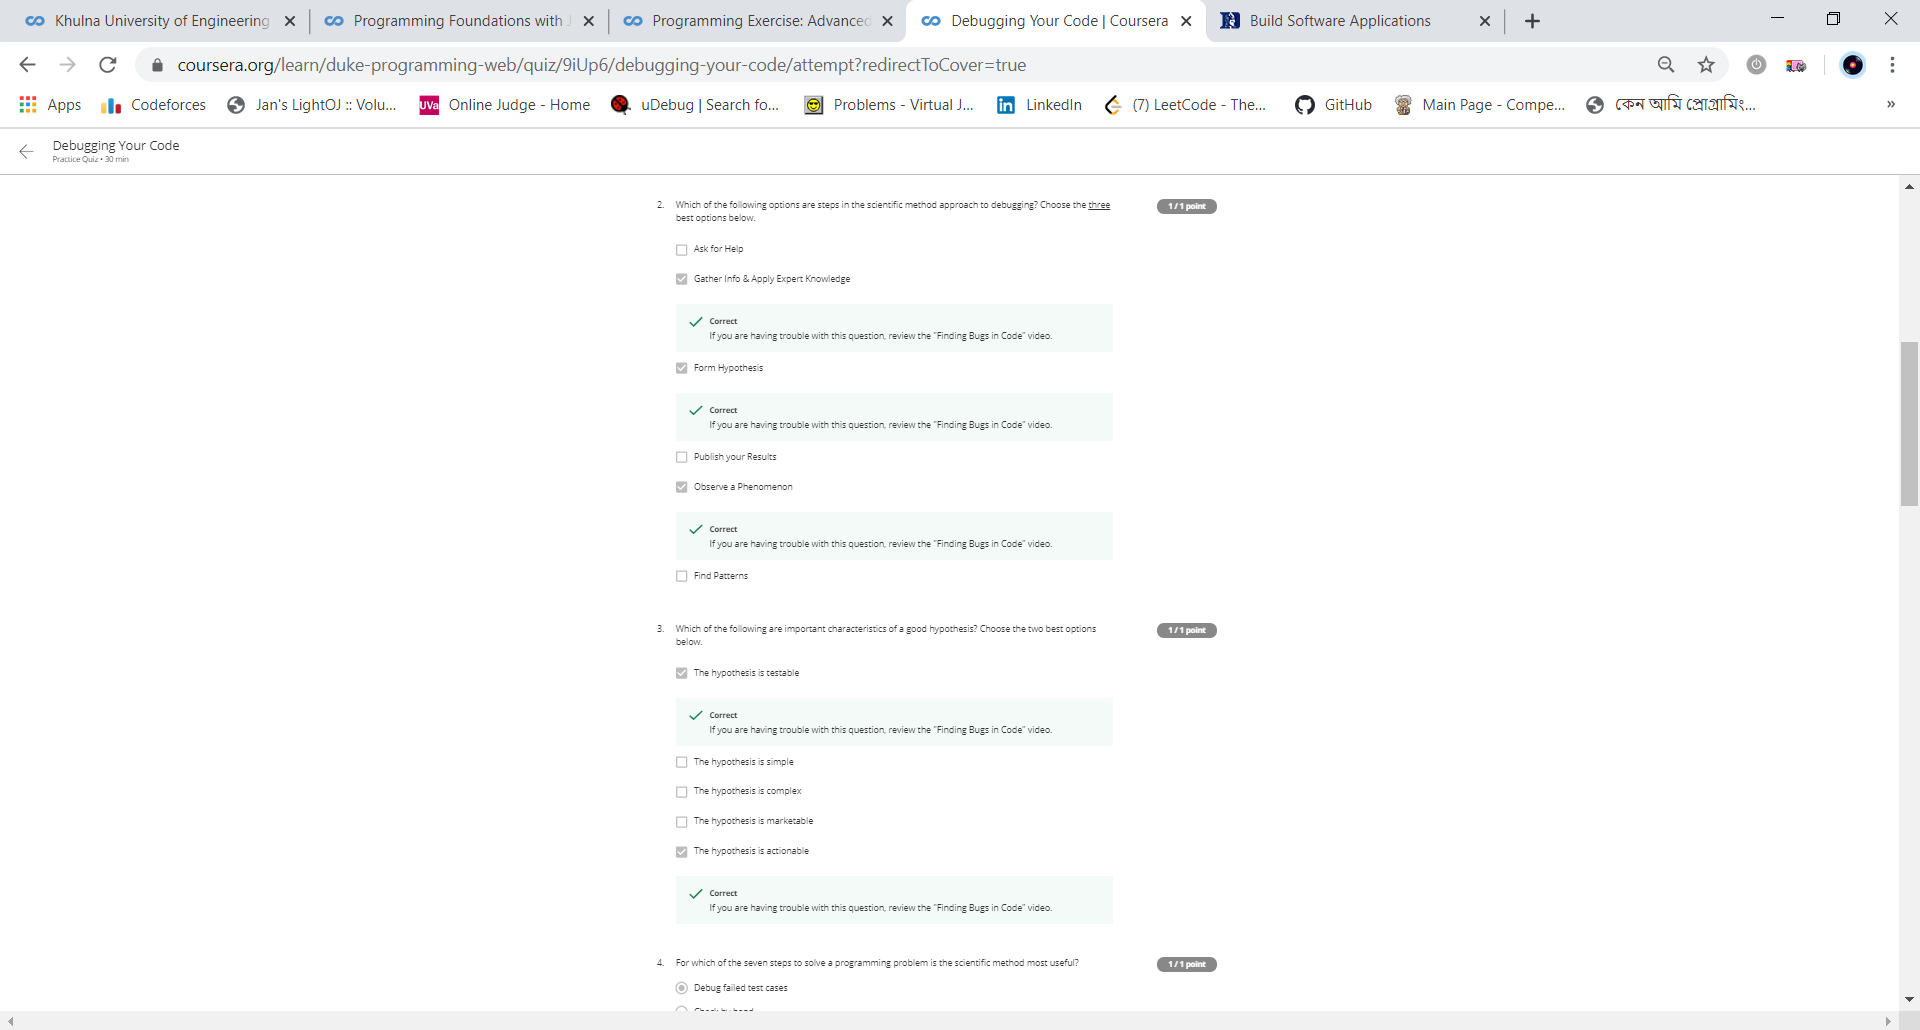 Khulna University of Engineering
Programming Foundations with J
Programming Exercise: Advanced
Debugging Your Code | Coursera
Build Software Applications
coursera.org/learn/duke-programming-web/quiz/9iUp6/debugging-your-code/attempt?redirectToCover=true
Apps
Codeforces
Jan's LightOJ :: Volu...
UVa
Online Judge - Home
uDebug | Search fo...
Problems - Virtual J...
LinkedIn
(7) LeetCode - The...
GitHub
Main Page - Compe...
কেন আমি প্রোগ্রামিং...
Debugging Your Code
Practice Quiz • 30 min
2. Which of the following options are steps in the scientific method approach to debugging? Choose the three
best options below.
1 / 1 point
Ask for Help
Gather Info & Apply Expert Knowledge
Correct
If you are having trouble with this question, review the "Finding Bugs in Code" video.
Form Hypothesis
Correct
If you are having trouble with this question, review the "Finding Bugs in Code" video.
Publish your Results
Observe a Phenomenon
Correct
If you are having trouble with this question, review the "Finding Bugs in Code" video.
Find Patterns
3. Which of the following are important characteristics of a good hypothesis? Choose the two best options
below.
1 / 1 point
The hypothesis is testable
Correct
If you are having trouble with this question, review the "Finding Bugs in Code" video.
The hypothesis is simple
The hypothesis is complex
The hypothesis is marketable
The hypothesis is actionable
Correct
If you are having trouble with this question, review the "Finding Bugs in Code" video.
4. For which of the seven steps to solve a programming problem is the scientific method most useful?
1 / 1 point
Debug failed test cases
Check by hand